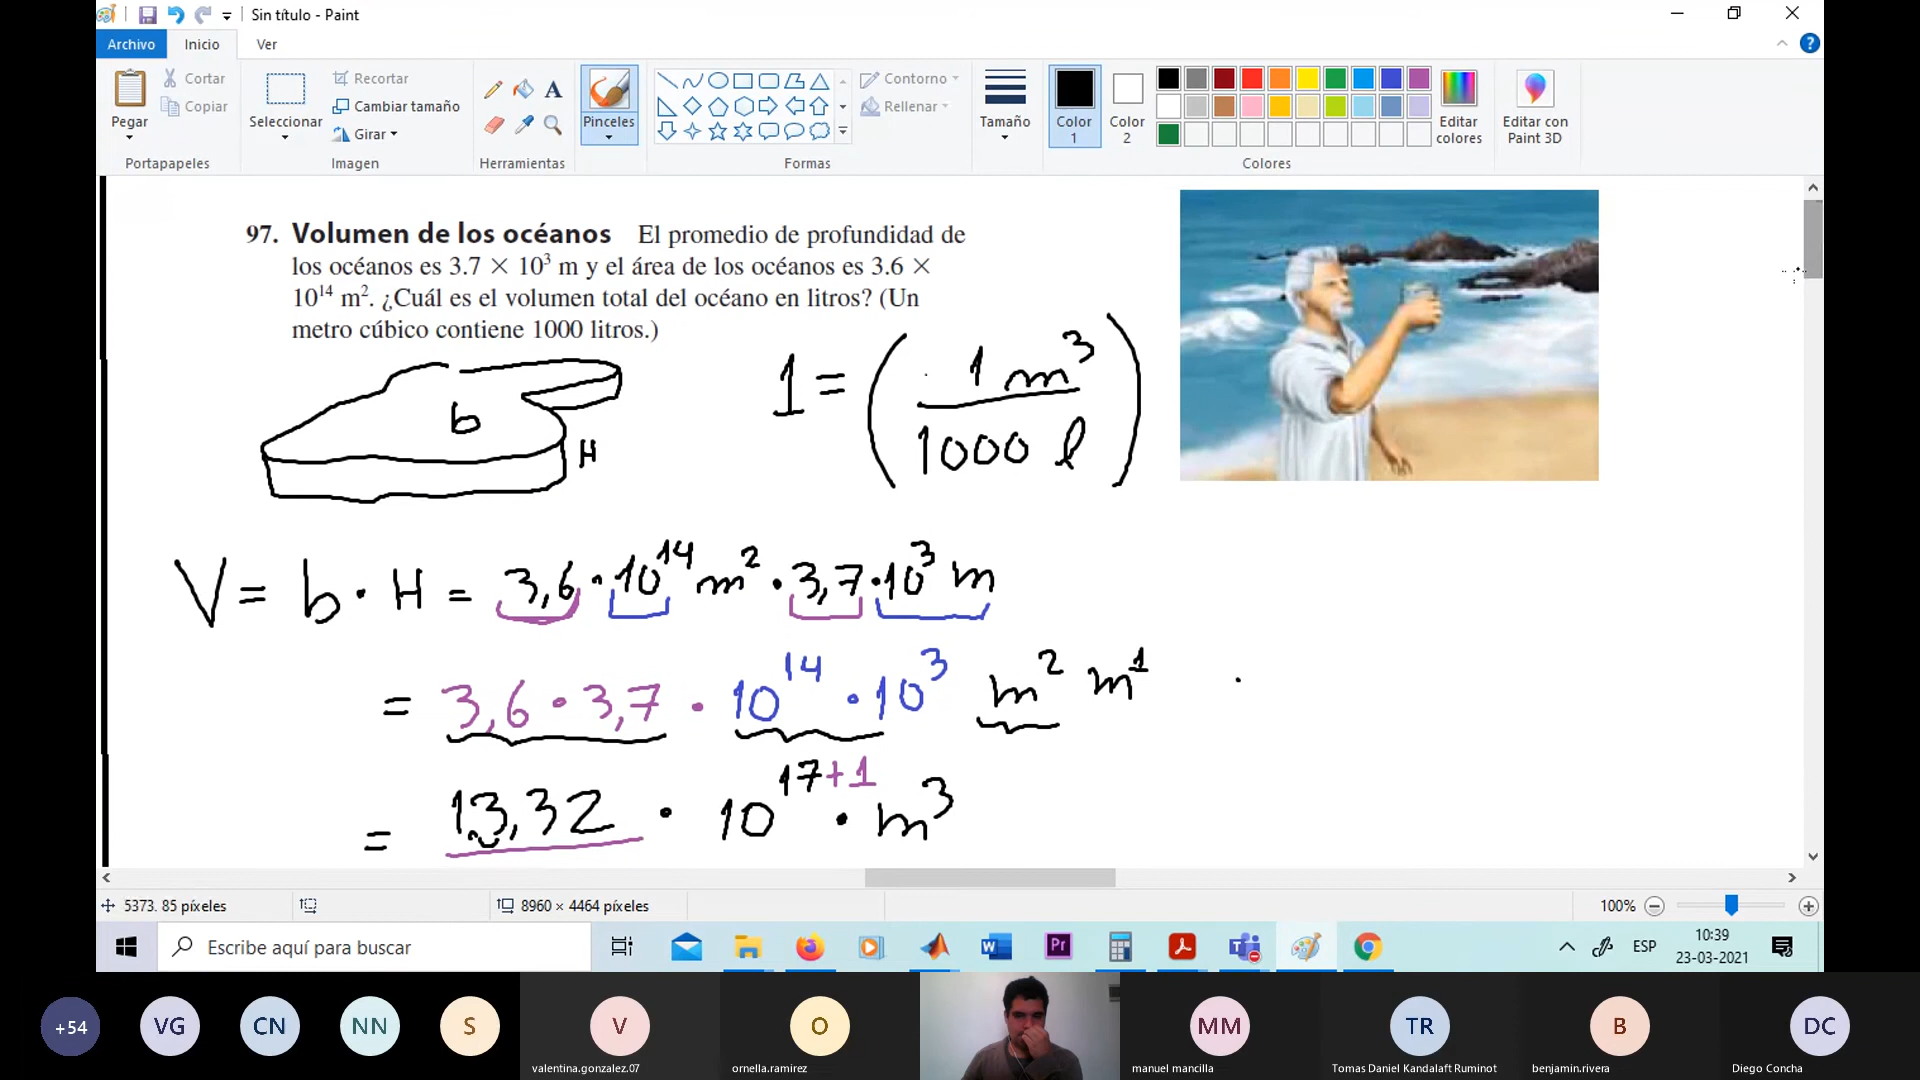 Sin título - Paint
Archivo Inicio Ver
Pegar
Cortar
Copiar
Portapapeles
Seleccionar
Recortar
Cambiar tamaño
Girar
Imagen
A
Herramientas
Pinceles
Contorno
Rellenar
Formas
Tamaño
Color 1
Color 2
Editar colores
Editar con Paint 3D
Colores
97. Volumen de los océanos El promedio de profundidad de
los océanos es 3.7 × 10³ m y el área de los océanos es 3.6 ×
10¹⁴ m². ¿Cuál es el volumen total del océano en litros? (Un
metro cúbico contiene 1000 litros.)
b
H
1 = (1 m³ / 1000 l)
V = b · H = 3,6 · 10¹⁴ m² · 3,7 · 10³ m
= 3,6 · 3,7 · 10¹⁴ · 10³ m² m¹
= 13,32 · 10¹⁷⁺¹ · m³
5373. 85 píxeles
8960 × 4464 píxeles
100%
Escribe aquí para buscar
W
Pr
ESP
10:39
23-03-2021
+54
VG
CN
NN
S
V
valentina.gonzalez.07
O
ornella.ramirez
MM
manuel mancilla
TR
Tomas Daniel Kandalaft Ruminot
B
benjamin.rivera
DC
Diego Concha